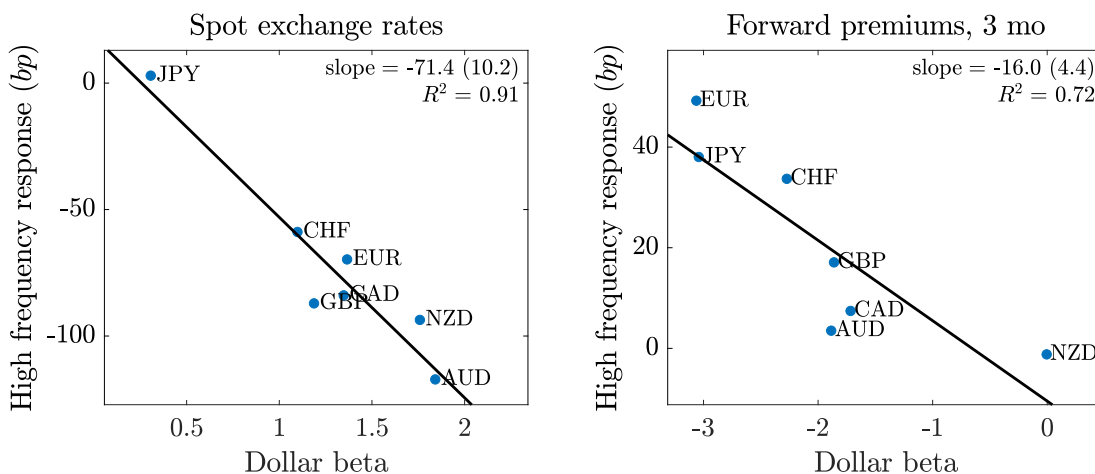 Spot exchange rates
slope = -71.4 (10.2)
R² = 0.91
High frequency response (bp)
0
-50
-100
JPY
CHF
EUR
CAD
GBP
NZD
AUD
0.5 1 1.5 2
Dollar beta
Forward premiums, 3 mo
slope = -16.0 (4.4)
R² = 0.72
High frequency response (bp)
40
20
0
EUR
JPY
CHF
GBP
CAD
AUD
NZD
-3 -2 -1 0
Dollar beta